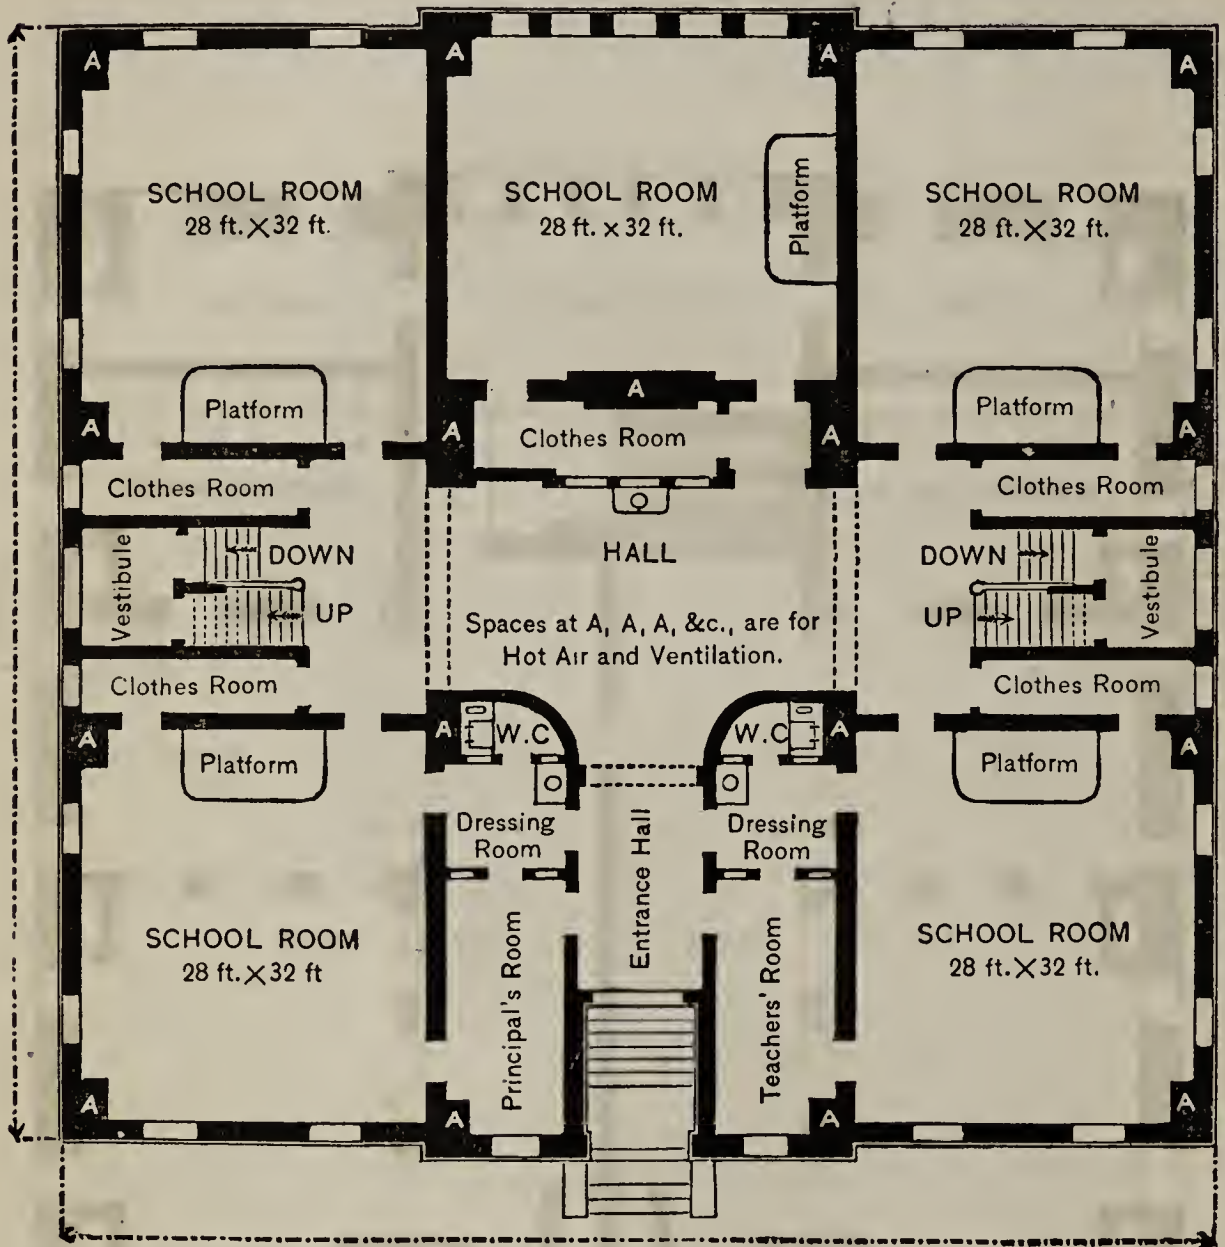 A
A
A
A
SCHOOL ROOM
28 ft. X 32 ft.
SCHOOL ROOM
28 ft. x 32 ft.
Platform
SCHOOL ROOM
28 ft. X 32 ft.
Platform
A
Platform
A
A
Clothes Room
A
A
Clothes Room
Clothes Room
Vestibule
DOWN
UP
HALL
DOWN
UP
Vestibule
Spaces at A, A, A, &c., are for
Hot Air and Ventilation.
Clothes Room
Clothes Room
A
Platform
A
W.C
W.C
A
Platform
A
Dressing
Room
Entrance Hall
Dressing
Room
SCHOOL ROOM
28 ft. X 32 ft
Principal's Room
Teachers' Room
SCHOOL ROOM
28 ft. X 32 ft.
A
A
A
A